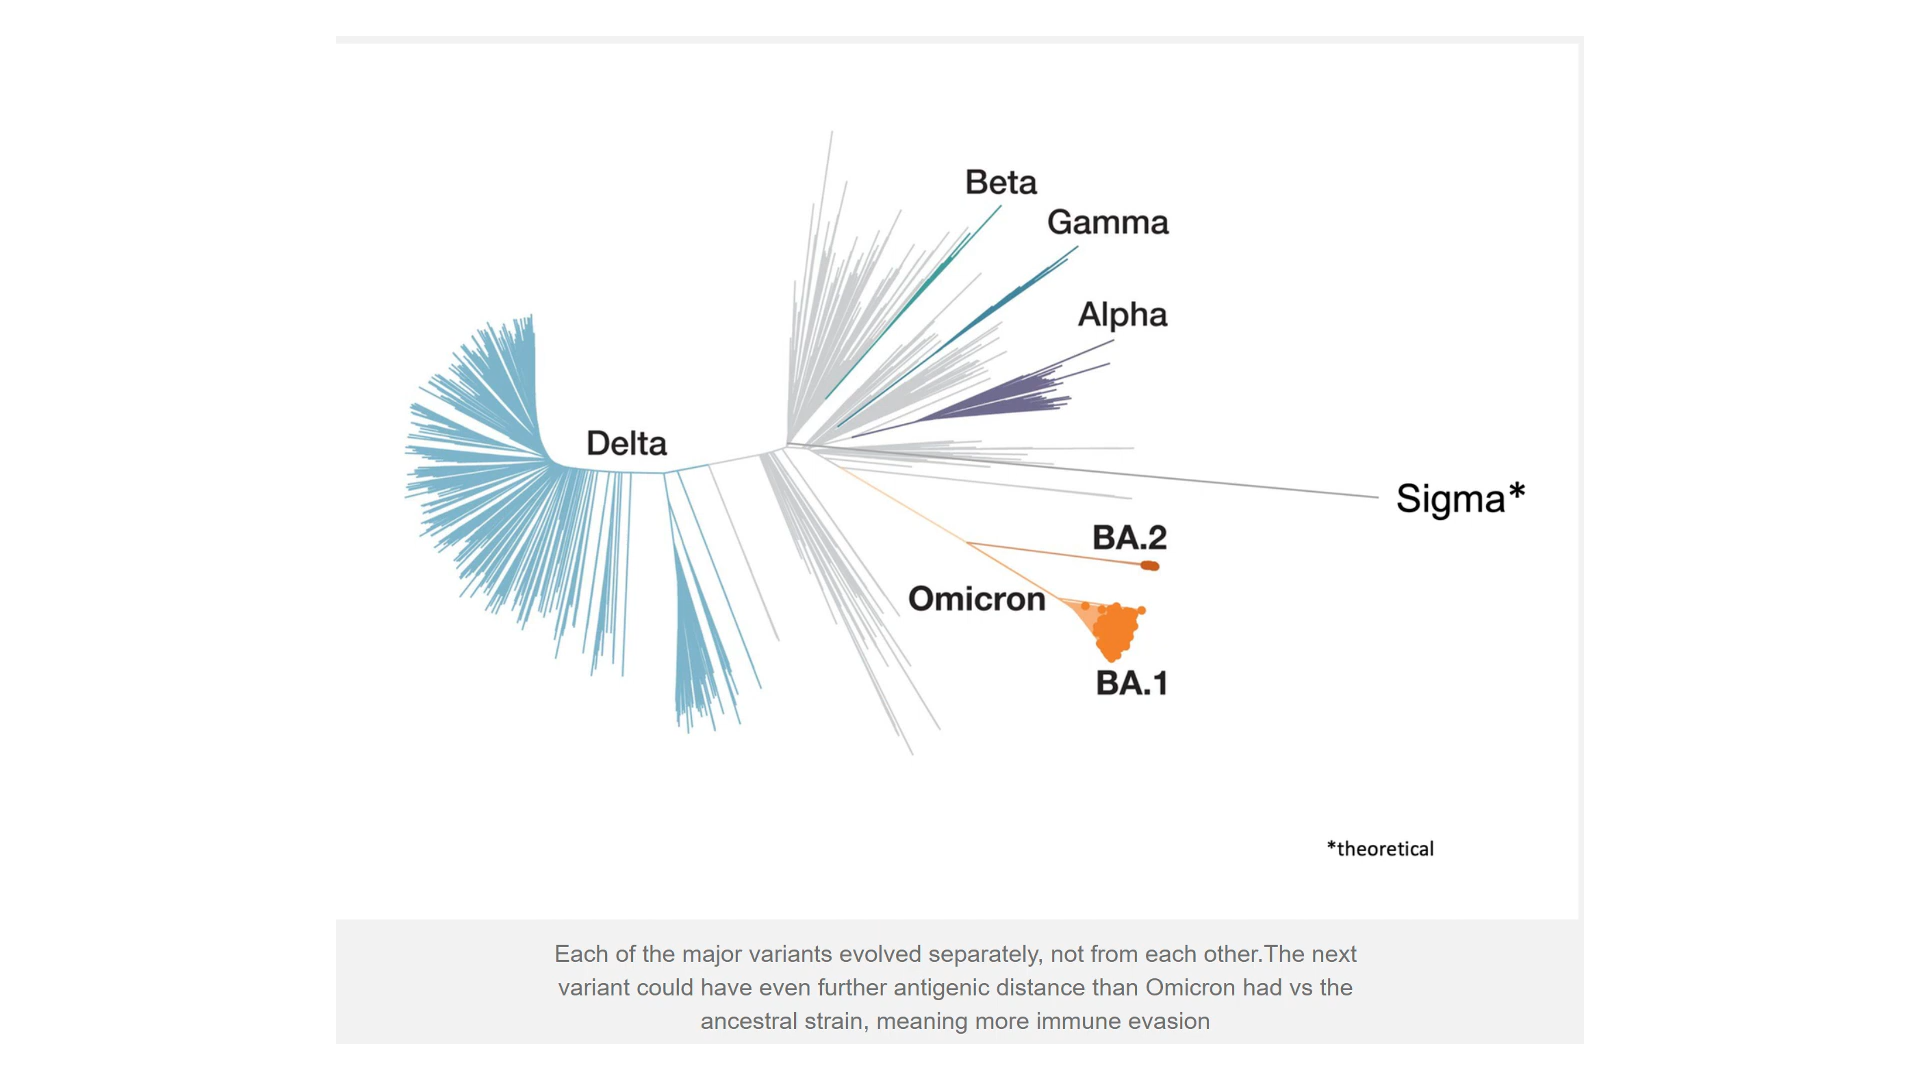 Beta
Gamma
Alpha
Delta
Sigma*
BA.2
Omicron
BA.1
*theoretical
Each of the major variants evolved separately, not from each other.The next
variant could have even further antigenic distance than Omicron had vs the
ancestral strain, meaning more immune evasion